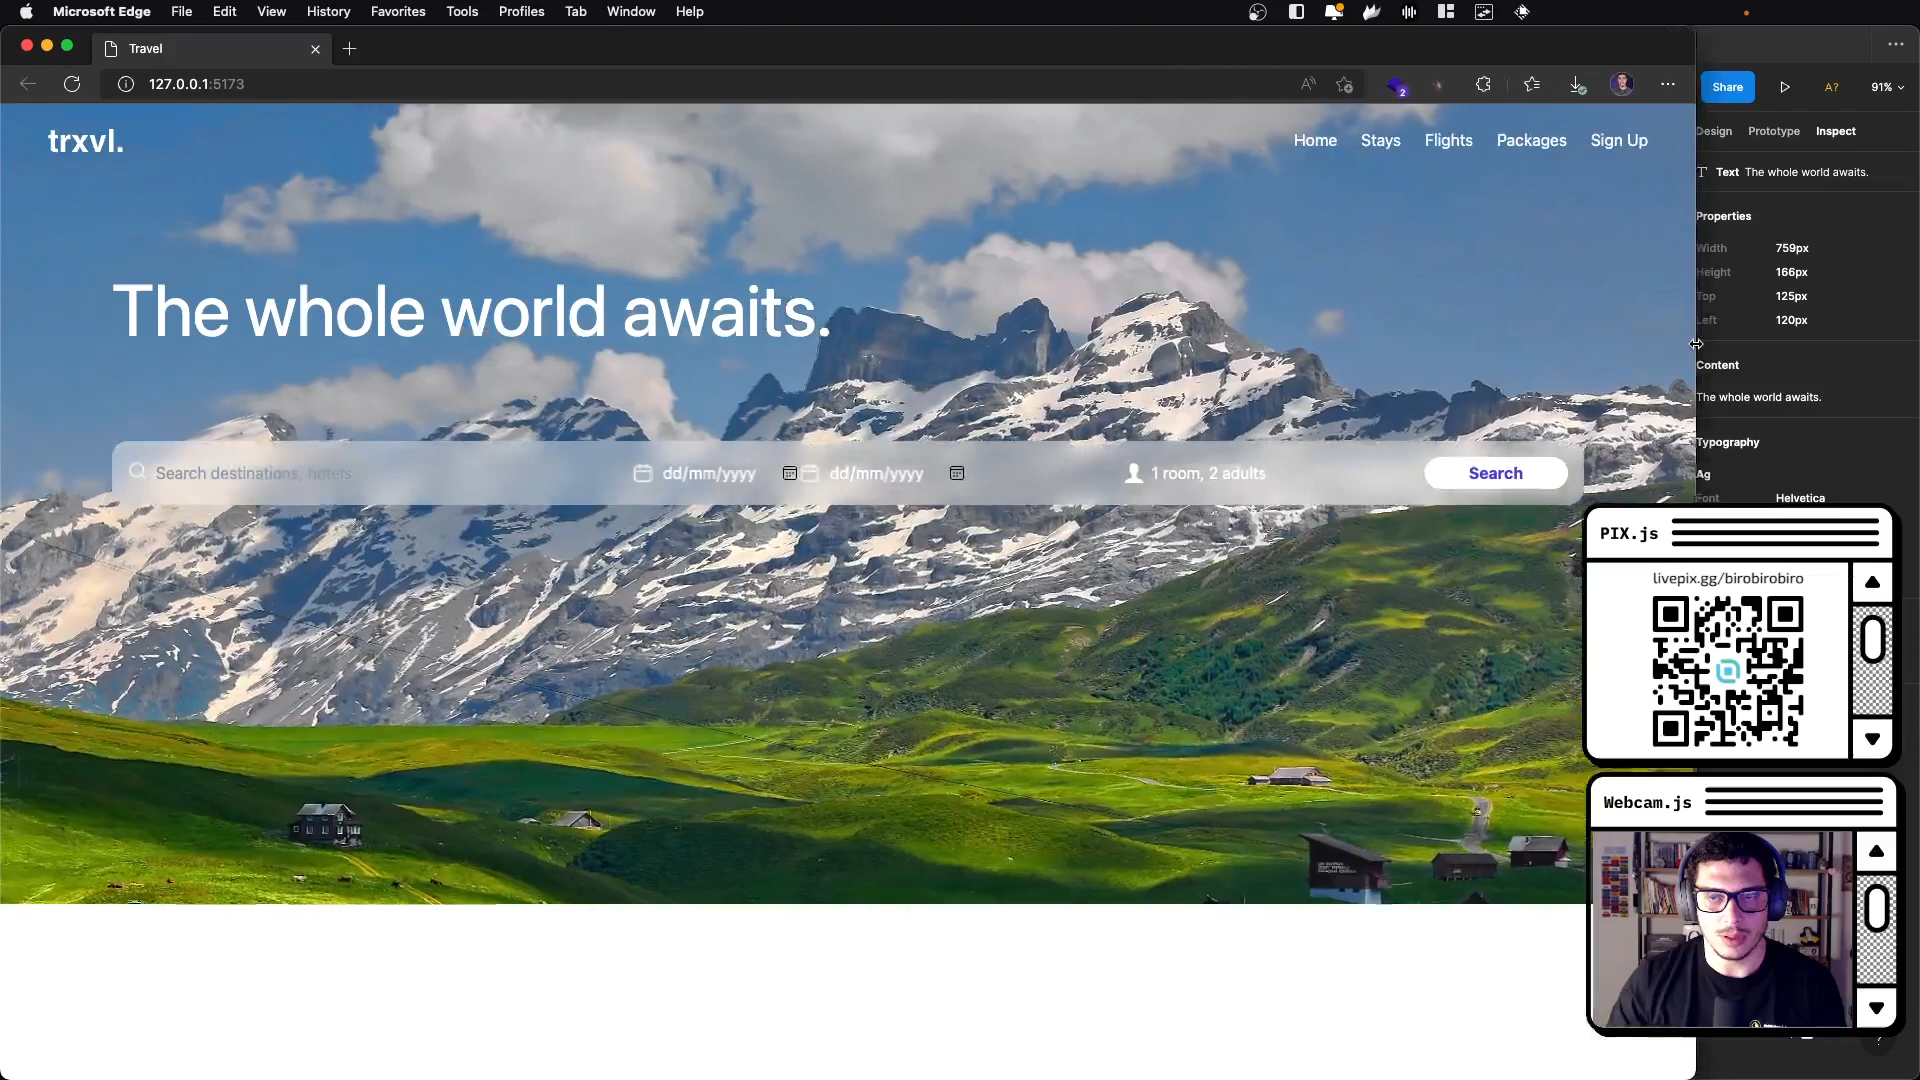 Microsoft Edge File Edit View History Favorites Tools Profiles Tab Window Help
Travel
127.0.0.1:5173
2
Share A? 91%
trxvl.
Home Stays Flights Packages Sign Up
Design Prototype Inspect
Text The whole world awaits.
Properties
Width 759px
Height 166px
Top 125px
Left 120px
The whole world awaits.
Content
The whole world awaits.
Typography
Ag
Font Helvetica
Search destinations, hotels dd/mm/yyyy dd/mm/yyyy 1 room, 2 adults Search
PIX.js
livepix.gg/birobirobiro
Webcam.js
?